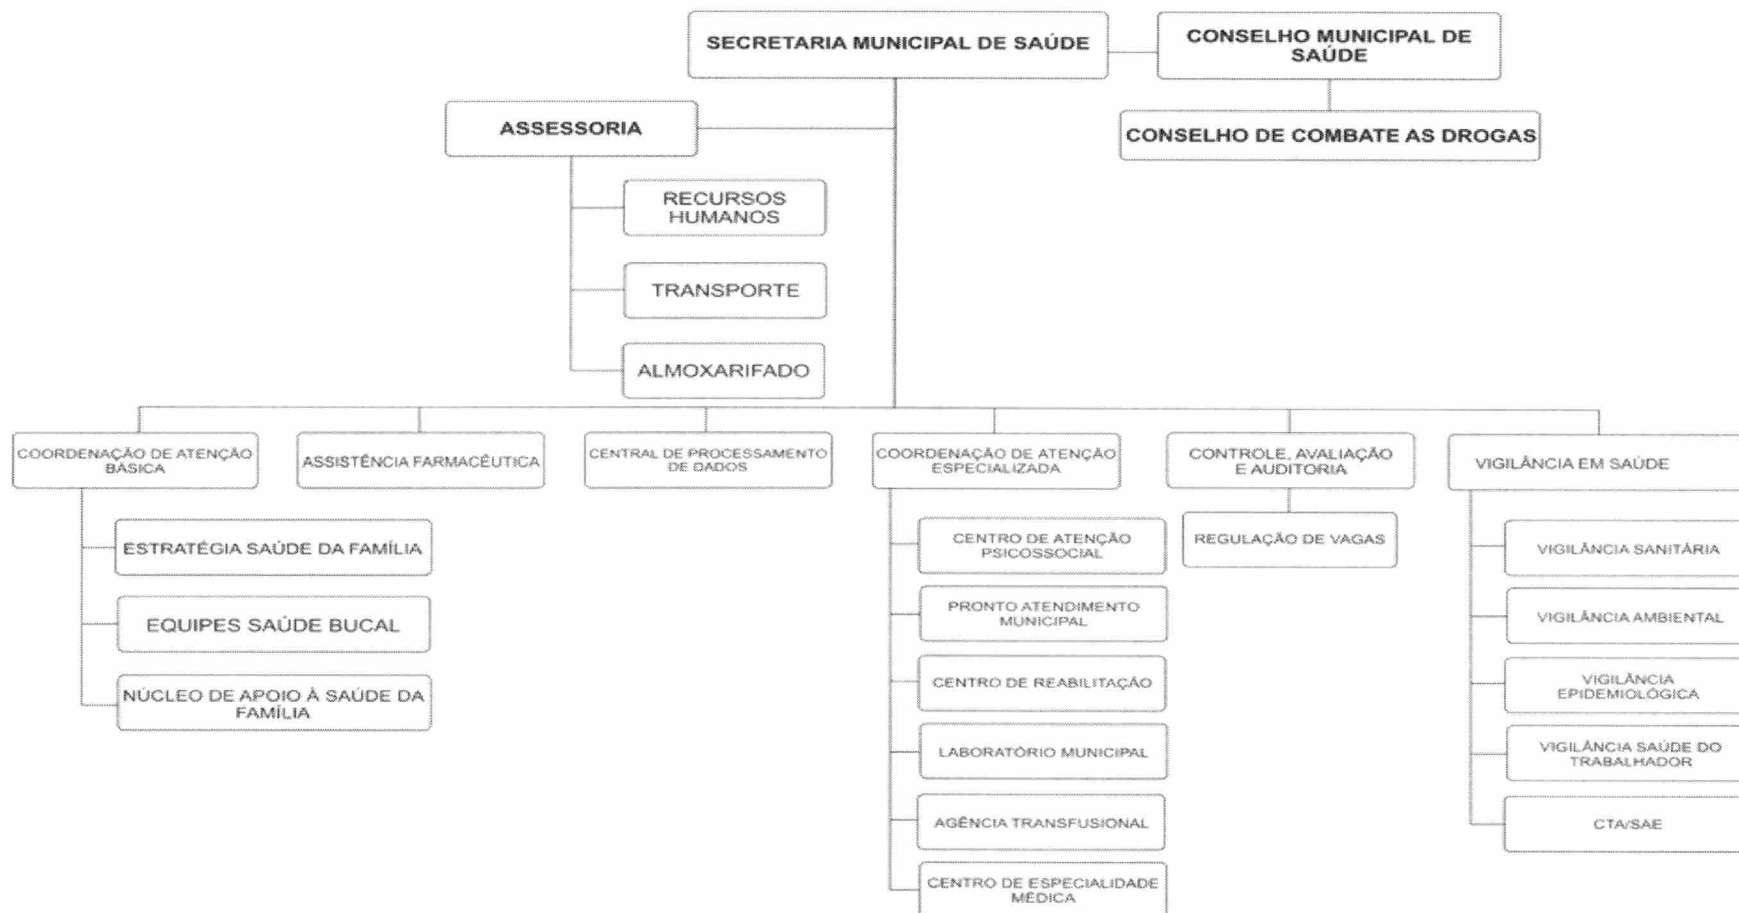 SECRETARIA MUNICIPAL DE SAÚDE
CONSELHO MUNICIPAL DE
SAÚDE
ASSESSORIA
CONSELHO DE COMBATE AS DROGAS
RECURSOS
HUMANOS
TRANSPORTE
ALMOXARIFADO
COORDENAÇÃO DE ATENÇÃO
BÁSICA
ASSISTÊNCIA FARMACÊUTICA
CENTRAL DE PROCESSAMENTO
DE DADOS
COORDENAÇÃO DE ATENÇÃO
ESPECIALIZADA
CONTROLE, AVALIAÇÃO
E AUDITORIA
VIGILÂNCIA EM SAÚDE
ESTRATÉGIA SAÚDE DA FAMÍLIA
EQUIPES SAÚDE BUCAL
NÚCLEO DE APOIO À SAÚDE DA
FAMÍLIA
CENTRO DE ATENÇÃO
PSICOSSOCIAL
PRONTO ATENDIMENTO
MUNICIPAL
CENTRO DE REABILITAÇÃO
LABORATÓRIO MUNICIPAL
AGÊNCIA TRANSFUSIONAL
CENTRO DE ESPECIALIDADE
MÉDICA
REGULAÇÃO DE VAGAS
VIGILÂNCIA SANITÁRIA
VIGILÂNCIA AMBIENTAL
VIGILÂNCIA
EPIDEMIOLÓGICA
VIGILÂNCIA SAÚDE DO
TRABALHADOR
CTA/SAE